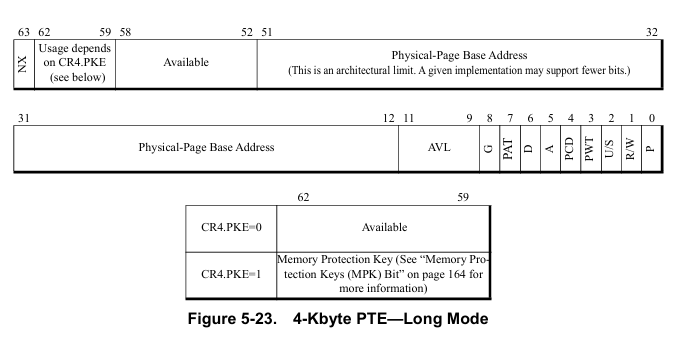 63 62 59 58 52 51 32
NX
Usage depends
on CR4.PKE
(see below)
Available
Physical-Page Base Address
(This is an architectural limit. A given implementation may support fewer bits.)
31 12 11 9 8 7 6 5 4 3 2 1 0
Physical-Page Base Address AVL G PAT D A PCD PWT U/S R/W P
62 59
CR4.PKE=0 Available
CR4.PKE=1
Memory Protection Key (See “Memory Pro-
tection Keys (MPK) Bit” on page 164 for
more information)
Figure 5-23. 4-Kbyte PTE—Long Mode